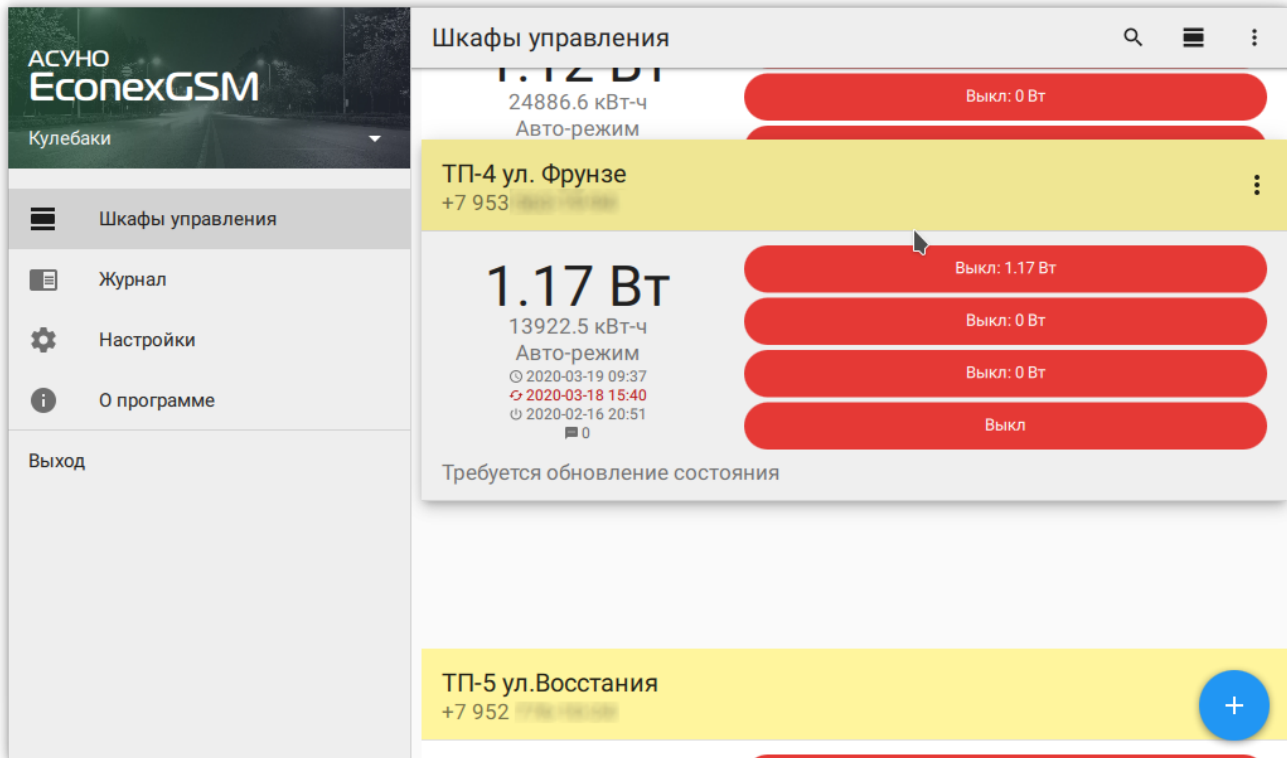 АСУНО
EconexGSM
Кулебаки
Шкафы управления
Журнал
Настройки
О программе
Выход
Шкафы управления
1.12 Вт
24886.6 кВт-ч
Авто-режим
Выкл: 0 Вт
ТП-4 ул. Фрунзе
+7 953
1.17 Вт
13922.5 кВт-ч
Авто-режим
2020-03-19 09:37
2020-03-18 15:40
2020-02-16 20:51
0
Выкл: 1.17 Вт
Выкл: 0 Вт
Выкл: 0 Вт
Выкл
Требуется обновление состояния
ТП-5 ул.Восстания
+7 952